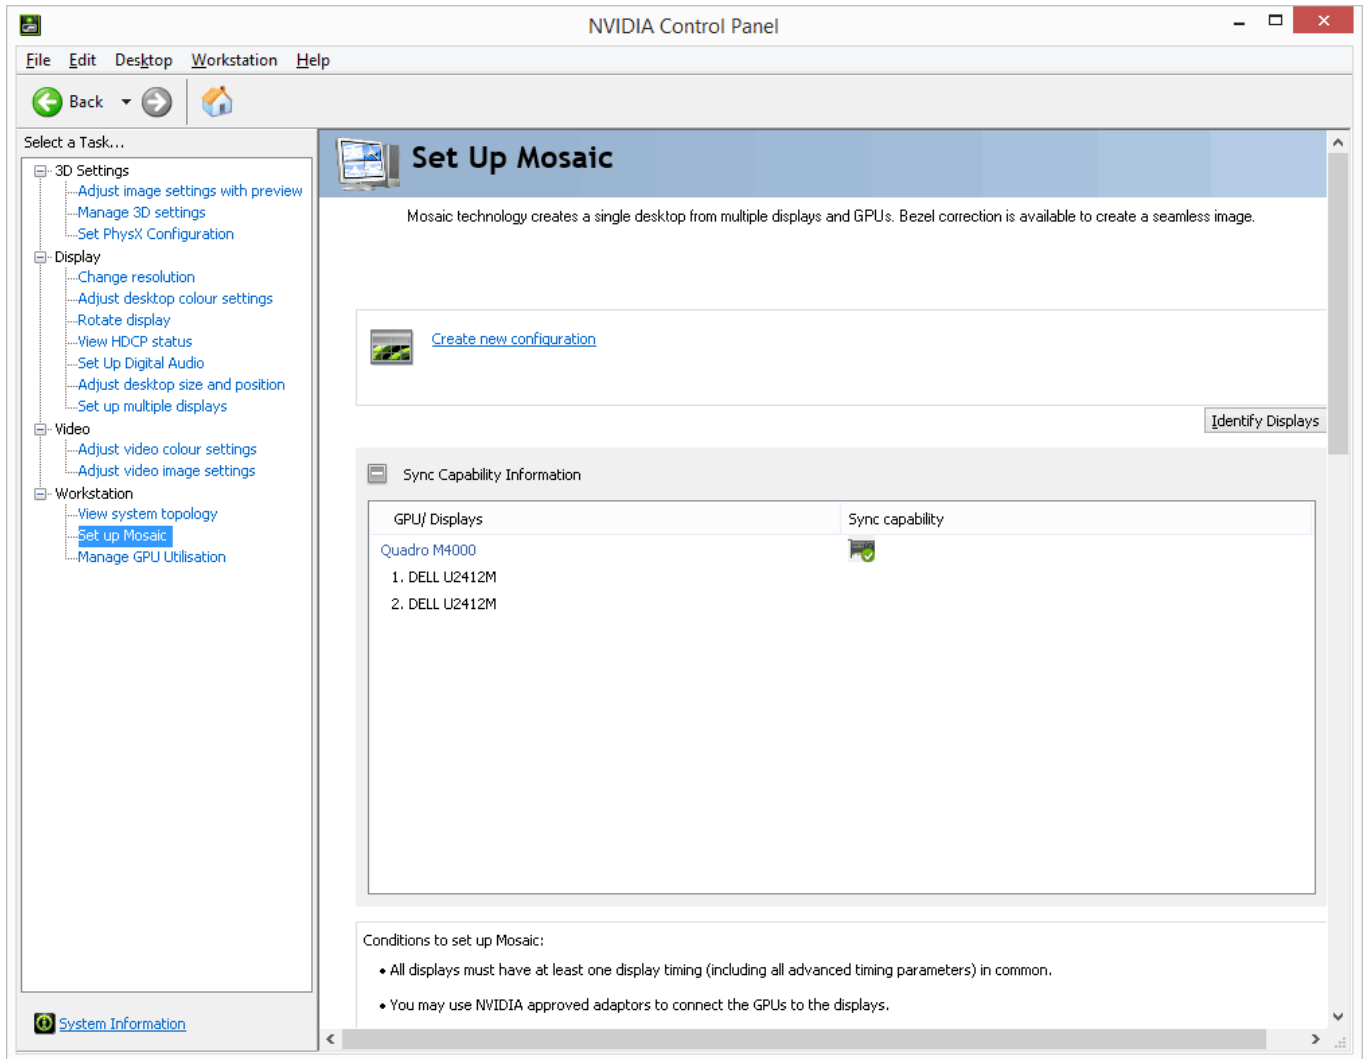 NVIDIA Control Panel
File Edit Desktop Workstation Help
Back
Select a Task...
3D Settings
Adjust image settings with preview
Manage 3D settings
Set PhysX Configuration
Display
Change resolution
Adjust desktop colour settings
Rotate display
View HDCP status
Set Up Digital Audio
Adjust desktop size and position
Set up multiple displays
Video
Adjust video colour settings
Adjust video image settings
Workstation
View system topology
Set up Mosaic
Manage GPU Utilisation
System Information
Set Up Mosaic
Mosaic technology creates a single desktop from multiple displays and GPUs. Bezel correction is available to create a seamless image.
Create new configuration
Identify Displays
Sync Capability Information
GPU/ Displays Sync capability
Quadro M4000
1. DELL U2412M
2. DELL U2412M
Conditions to set up Mosaic:
• All displays must have at least one display timing (including all advanced timing parameters) in common.
• You may use NVIDIA approved adaptors to connect the GPUs to the displays.